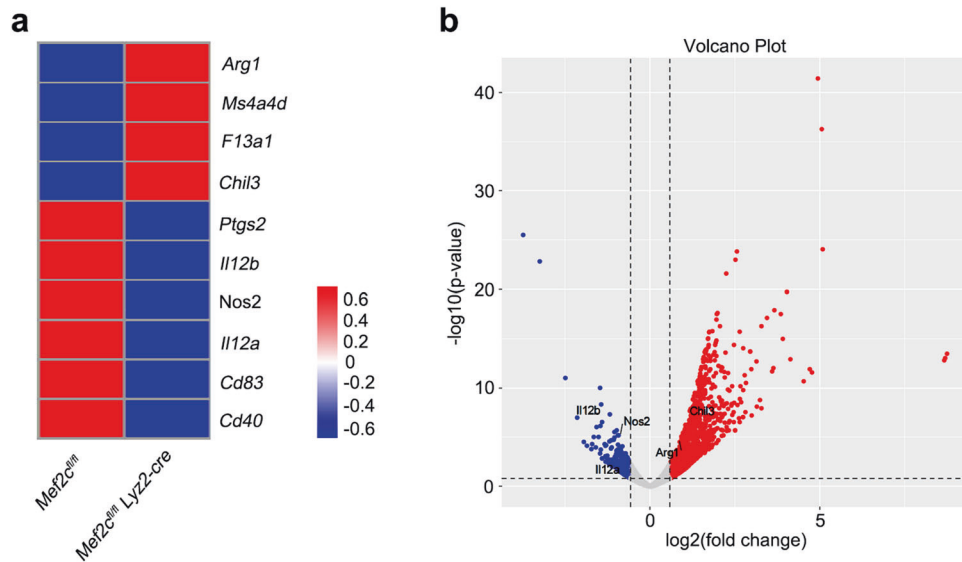 a
Arg1
Ms4a4d
F13a1
Chil3
Ptgs2
Il12b
Nos2
Il12a
Cd83
Cd40
0.6
0.4
0.2
0
-0.2
-0.4
-0.6
Mef2c^fl/fl
Mef2c^fl/fl Lyz2-cre
b
Volcano Plot
-log10(p-value)
40
30
20
10
0
Il12b
Nos2
Il12a
Chil3
Arg1
0
5
log2(fold change)